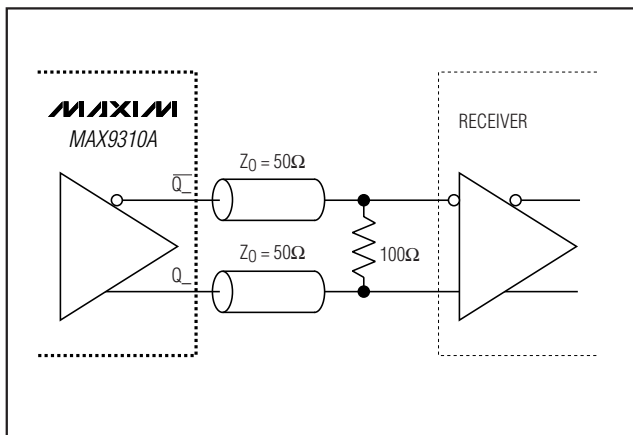 MAXIM
MAX9310A
RECEIVER
Z₀ = 50Ω
Q̅_
Z₀ = 50Ω
100Ω
Q_